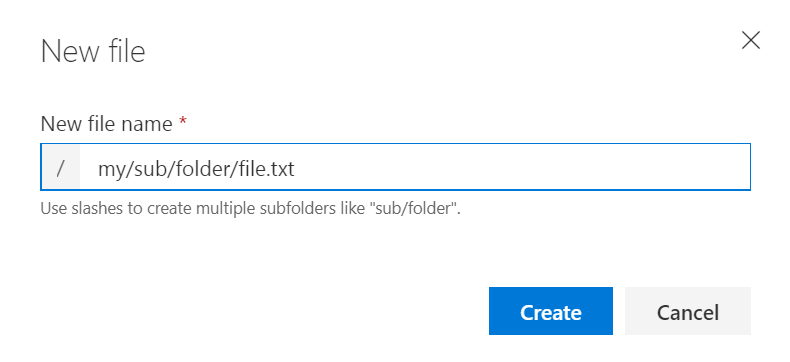 New file
New file name *
/ my/sub/folder/file.txt
Use slashes to create multiple subfolders like "sub/folder".
Create Cancel